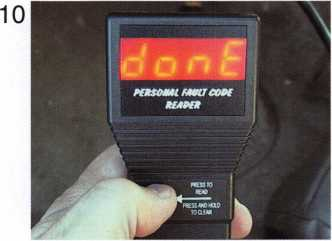 10
donE
PERSONAL FAULT CODE
READER
PRESS TO
READ
PRESS AND HOLD
TO CLEAR